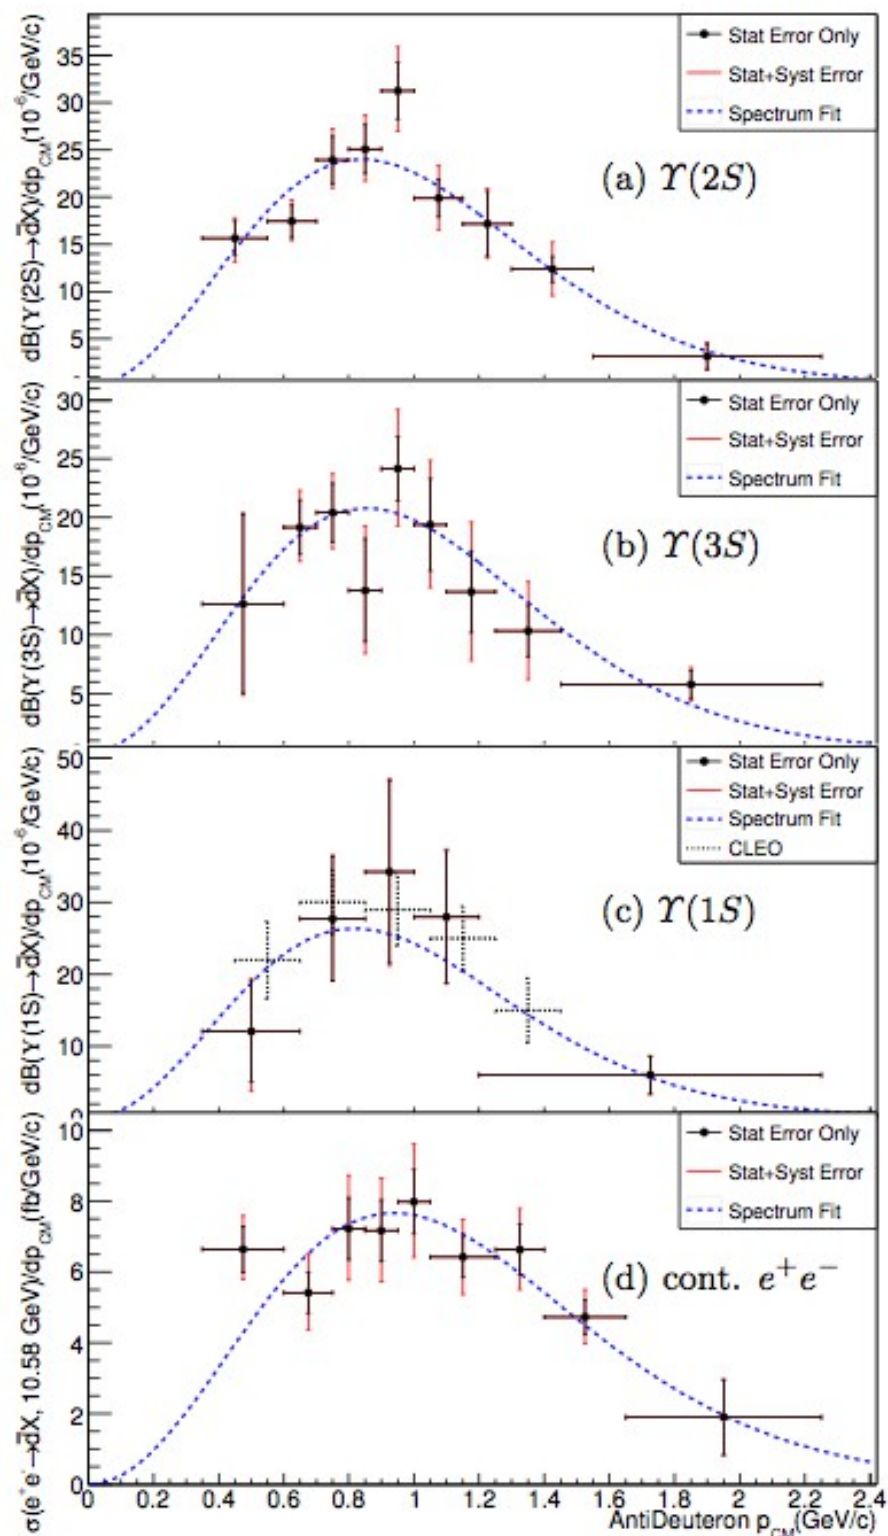 dB(ϒ(2S)→d̄X)/dp_CM(10⁻⁶/GeV/c)
35
30
25
20
15
10
5
Stat Error Only
Stat+Syst Error
Spectrum Fit
(a) ϒ(2S)
dB(ϒ(3S)→d̄X)/dp_CM(10⁻⁶/GeV/c)
30
25
20
15
10
5
Stat Error Only
Stat+Syst Error
Spectrum Fit
(b) ϒ(3S)
dB(ϒ(1S)→d̄X)/dp_CM(10⁻⁶/GeV/c)
50
40
30
20
10
0
Stat Error Only
Stat+Syst Error
Spectrum Fit
CLEO
(c) ϒ(1S)
σ(e⁺e⁻→d̄X, 10.58 GeV)/dp_CM(fb/GeV/c)
10
8
6
4
2
0
Stat Error Only
Stat+Syst Error
Spectrum Fit
(d) cont. e⁺e⁻
0 0.2 0.4 0.6 0.8 1 1.2 1.4 1.6 1.8 2 2.2 2.4
AntiDeuteron p_CM(GeV/c)